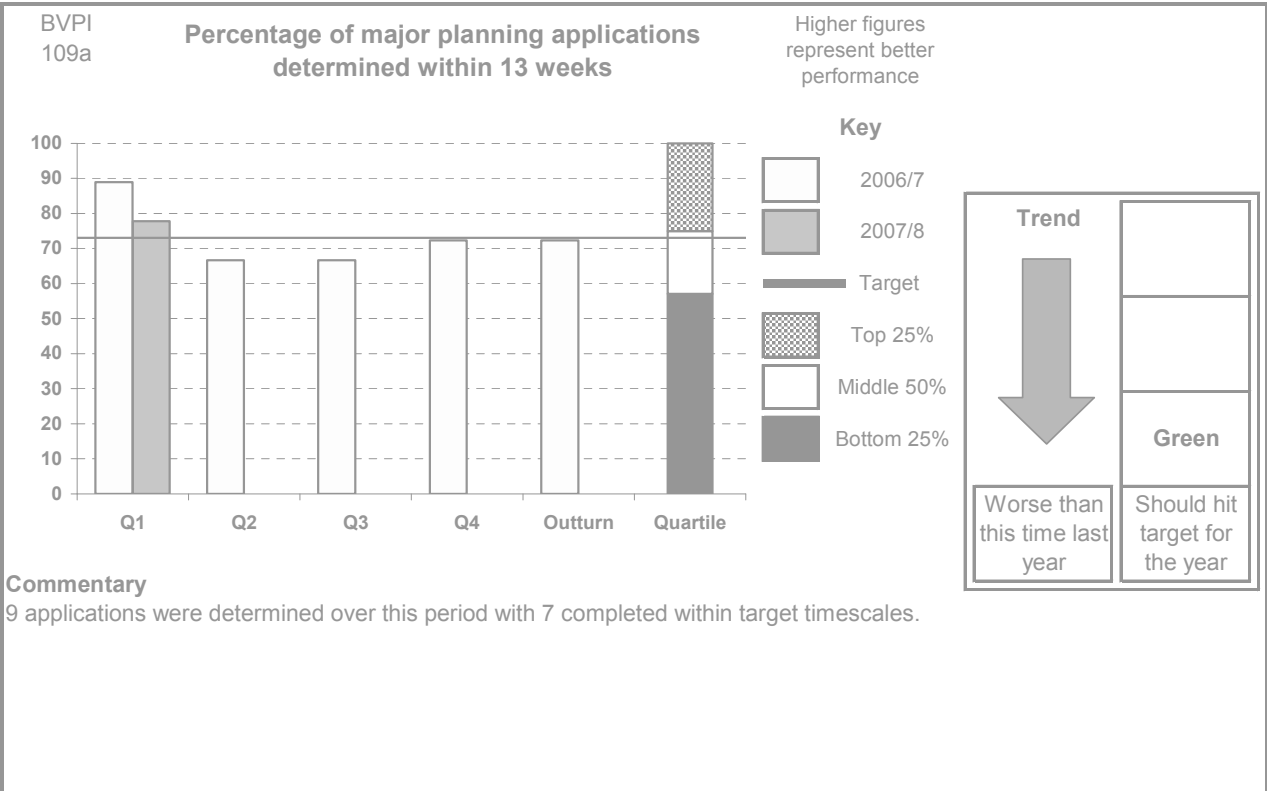 BVPI
109a
Percentage of major planning applications
determined within 13 weeks
Higher figures
represent better
performance
Key
2006/7
2007/8
Target
Top 25%
Middle 50%
Bottom 25%
100
90
80
70
60
50
40
30
20
10
0
Q1 Q2 Q3 Q4 Outturn Quartile
Trend
Green
Worse than
this time last
year
Should hit
target for
the year
Commentary
9 applications were determined over this period with 7 completed within target timescales.